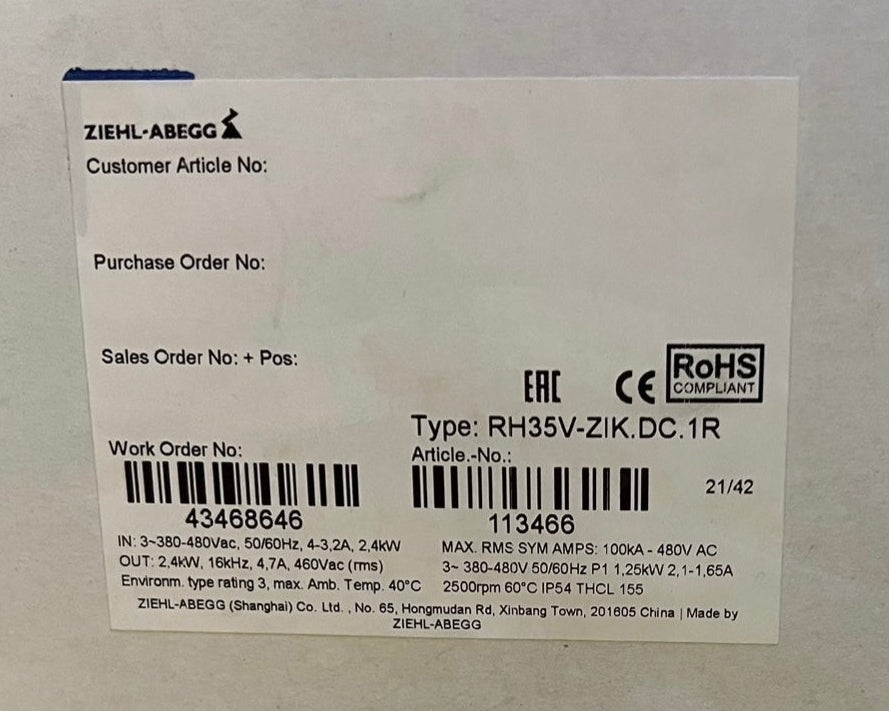 ZIEHL-ABEGG
Customer Article No:
Purchase Order No:
Sales Order No: + Pos:
EAC CE RoHS
COMPLIANT
Type: RH35V-ZIK.DC.1R
Work Order No:
Article.-No.:
21/42
43468646
113466
IN: 3~380-480Vac, 50/60Hz, 4-3,2A, 2,4kW
OUT: 2,4kW, 16kHz, 4,7A, 460Vac (rms)
Environm. type rating 3, max. Amb. Temp. 40°C
MAX. RMS SYM AMPS: 100kA - 480V AC
3~ 380-480V 50/60Hz P1 1,25kW 2,1-1,65A
2500rpm 60°C IP54 THCL 155
ZIEHL-ABEGG (Shanghai) Co. Ltd. , No. 65, Hongmudan Rd, Xinbang Town, 201605 China | Made by
ZIEHL-ABEGG